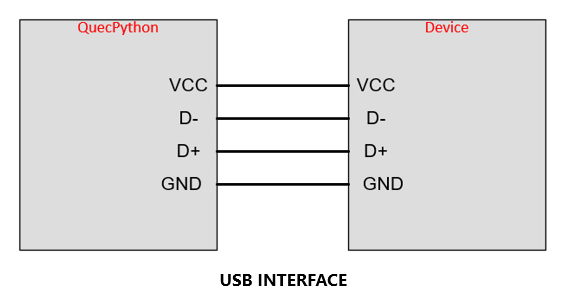 QuecPython Device
VCC VCC
D- D-
D+ D+
GND GND
USB INTERFACE